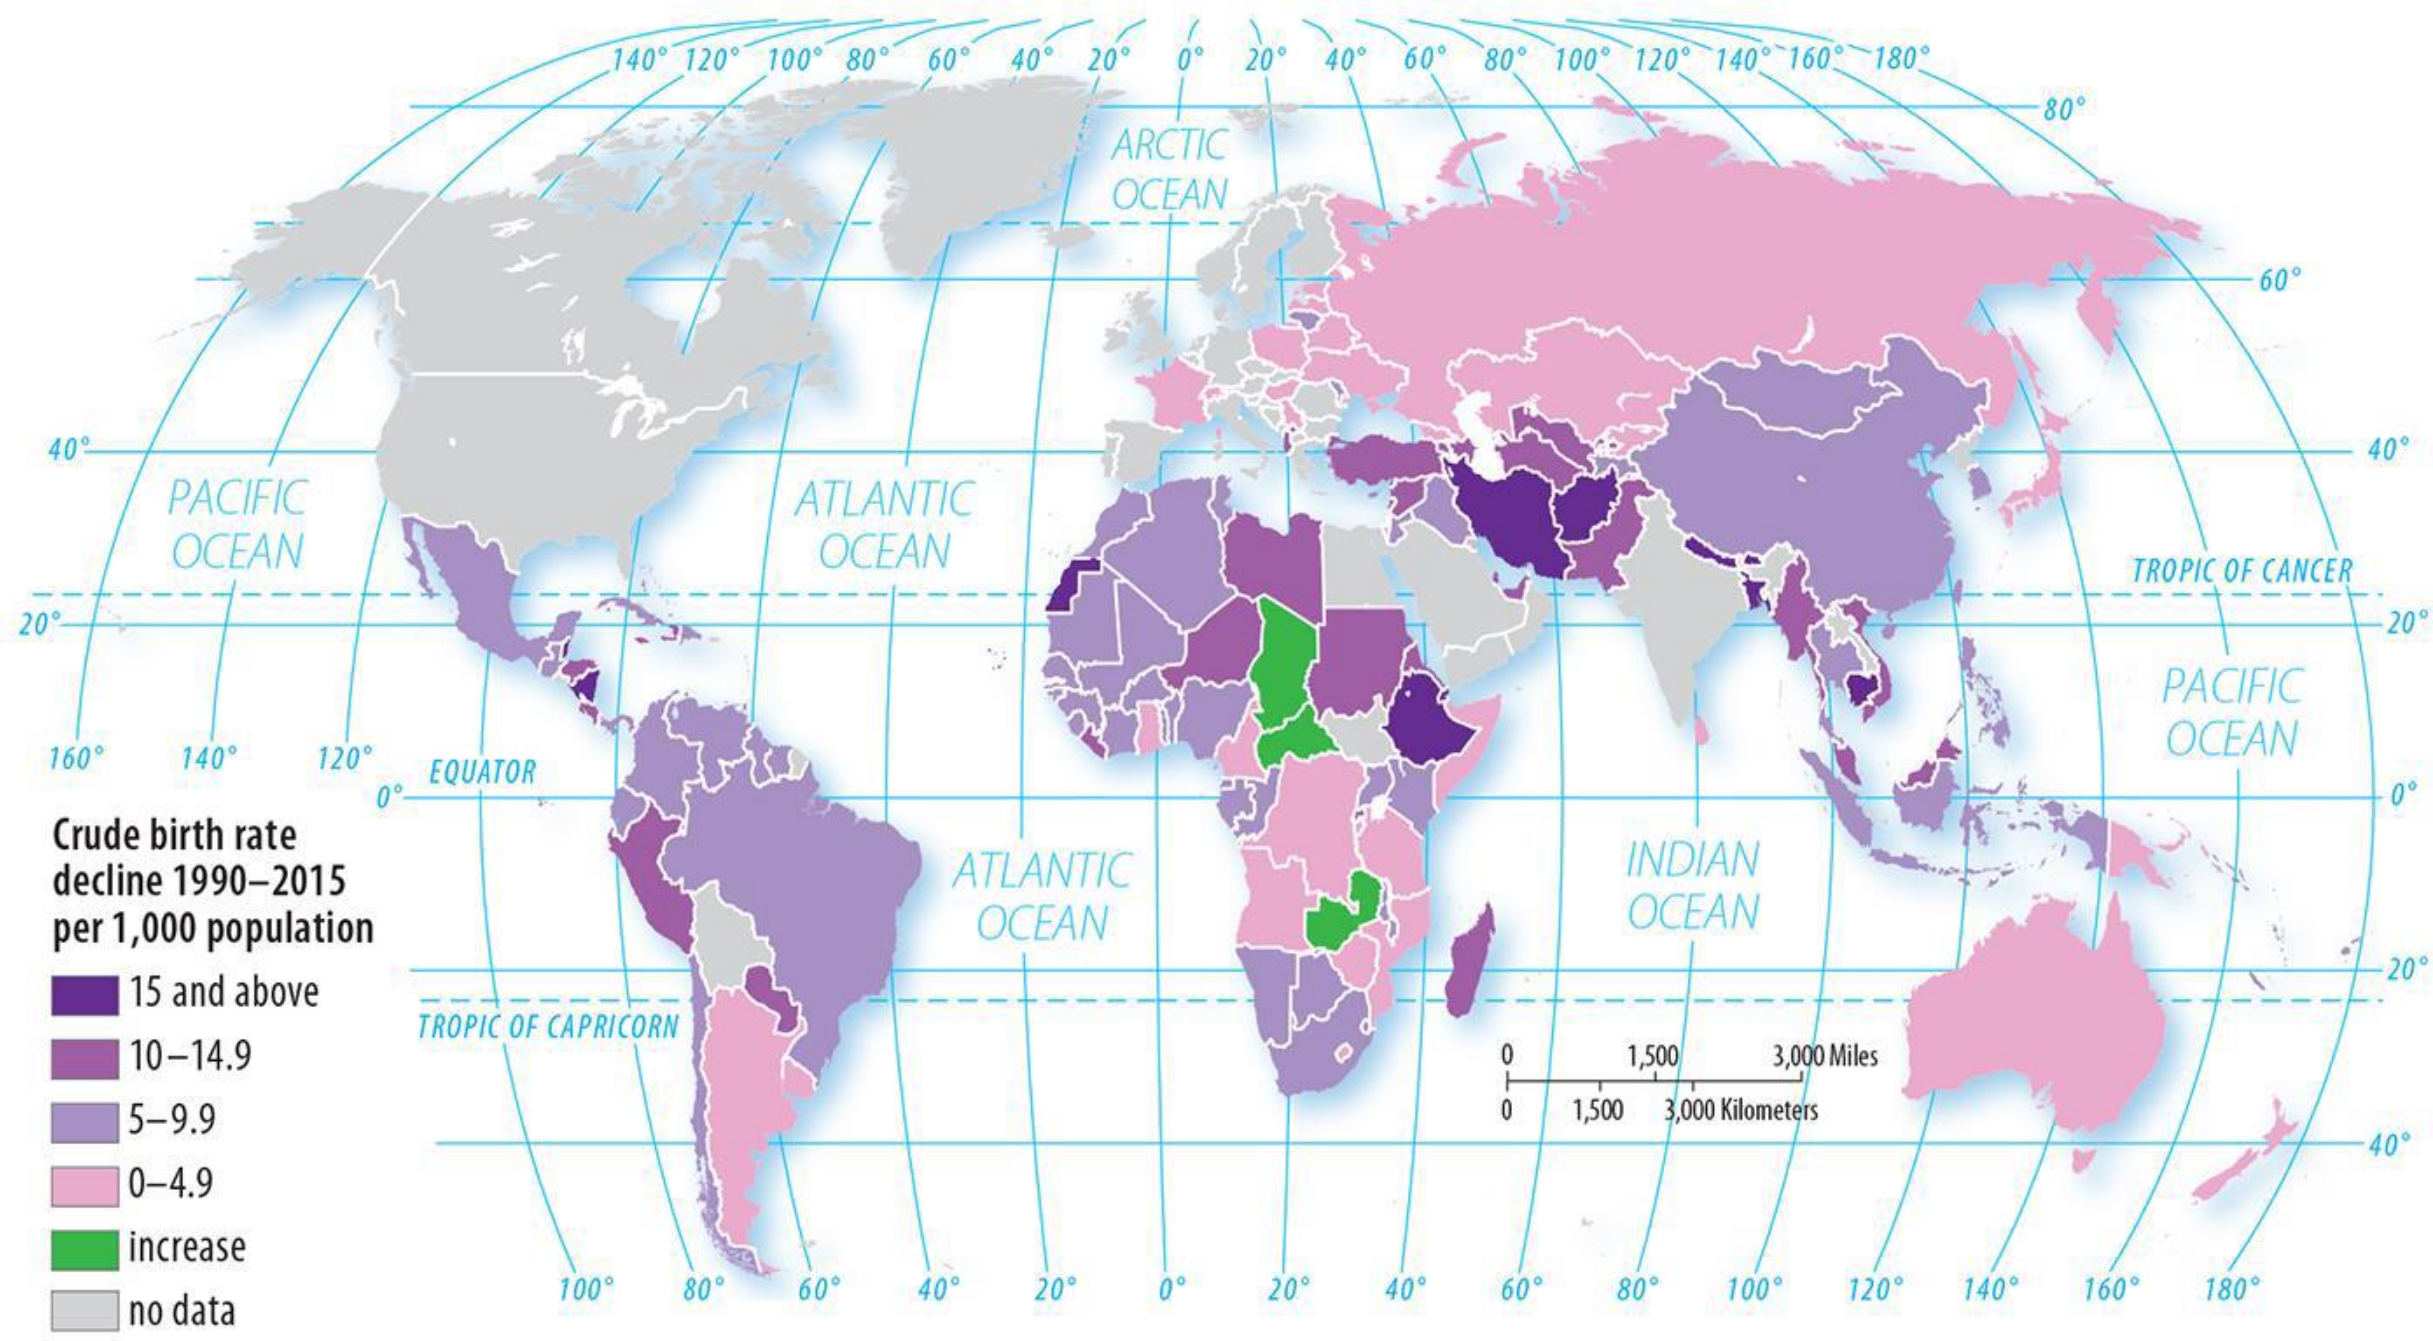 140° 120° 100° 80° 60° 40° 20° 0° 20° 40° 60° 80° 100° 120° 140° 160° 180°
80°
ARCTIC
OCEAN
60°
40°
40°
PACIFIC
OCEAN
ATLANTIC
OCEAN
TROPIC OF CANCER
20°
20°
PACIFIC
OCEAN
160° 140° 120°
EQUATOR
0°
0°
ATLANTIC
OCEAN
INDIAN
OCEAN
20°
TROPIC OF CAPRICORN
0 1,500 3,000 Miles
0 1,500 3,000 Kilometers
40°
Crude birth rate
decline 1990–2015
per 1,000 population
15 and above
10–14.9
5–9.9
0–4.9
increase
no data
100° 80° 60° 40° 20° 0° 20° 40° 60° 80° 100° 120° 140° 160° 180°